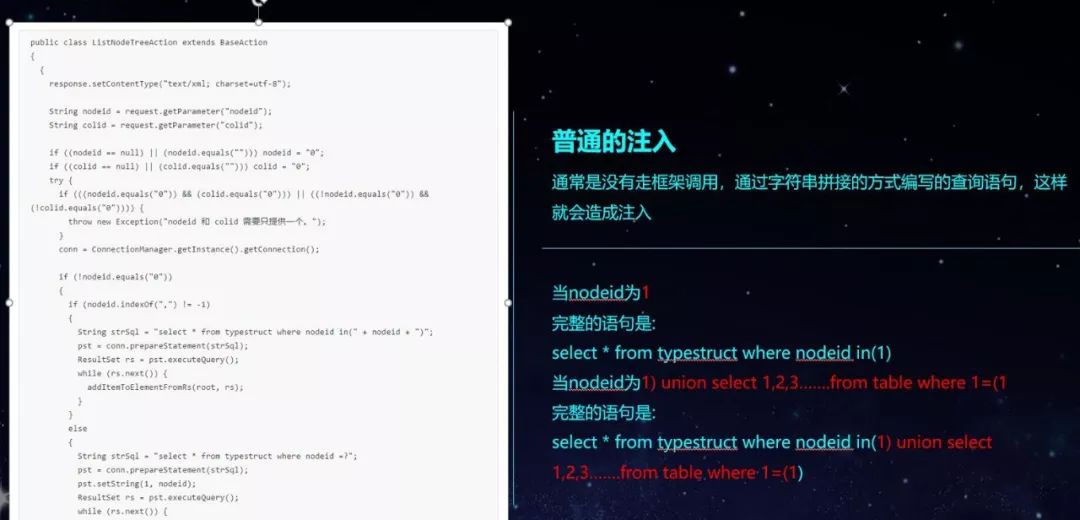 public class ListNodeTreeAction extends BaseAction
{
{
response.setContentType("text/xml; charset=utf-8");
String nodeid = request.getParameter("nodeid");
String colid = request.getParameter("colid");
if ((nodeid == null) || (nodeid.equals(""))) nodeid = "0";
if ((colid == null) || (colid.equals(""))) colid = "0";
try {
if (((nodeid.equals("0")) && (colid.equals("0"))) || ((!nodeid.equals("0")) &&
(!colid.equals("0")))) {
throw new Exception("nodeid 和 colid 需要只提供一个。");
}
conn = ConnectionManager.getInstance().getConnection();
if (!nodeid.equals("0"))
{
if (nodeid.indexOf(",") != -1)
{
String strSql = "select * from typestruct where nodeid in(" + nodeid + ")";
pst = conn.prepareStatement(strSql);
ResultSet rs = pst.executeQuery();
while (rs.next()) {
addItemToElementFromRs(root, rs);
}
}
else
{
String strSql = "select * from typestruct where nodeid =?";
pst = conn.prepareStatement(strSql);
pst.setString(1, nodeid);
ResultSet rs = pst.executeQuery();
while (rs.next()) {
普通的注入
通常是没有走框架调用，通过字符串拼接的方式编写的查询语句，这样
就会造成注入
当nodeid为1
完整的语句是:
select * from typestruct where nodeid in(1)
当nodeid为1) union select 1,2,3.......from table where 1=(1
完整的语句是:
select * from typestruct where nodeid in(1) union select
1,2,3.......from table where 1=(1)